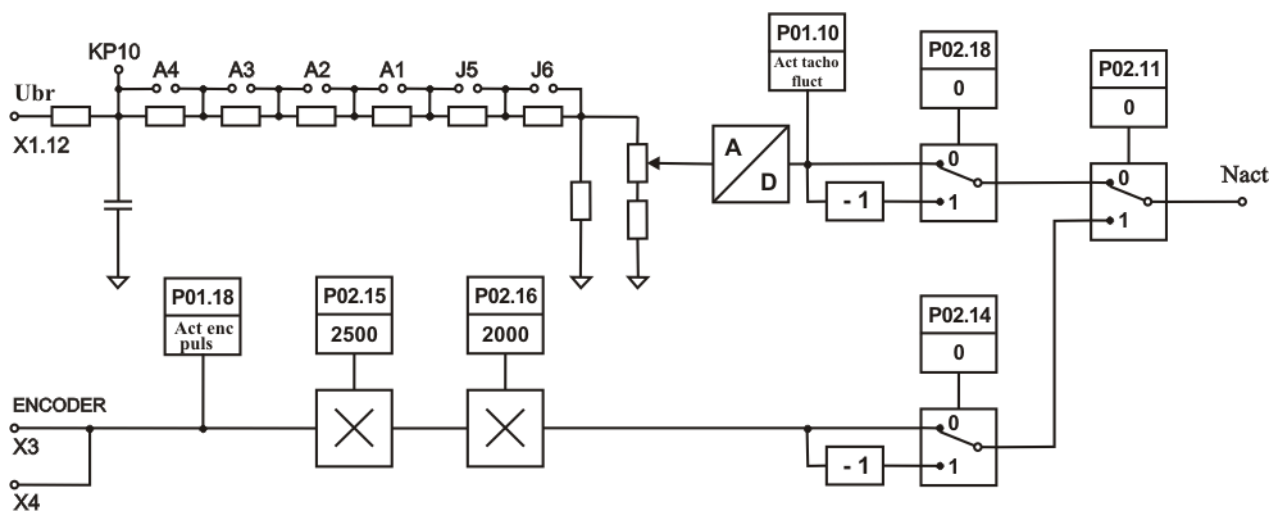 KP10
A4 A3 A2 A1 J5 J6
Ubr
X1.12
P01.10
Act tacho
fluct
P02.18
0
P02.11
0
A
D
0
1
- 1
0
1
Nact
P01.18
Act enc
puls
P02.15
2500
P02.16
2000
P02.14
0
ENCODER
X3
X4
0
1
- 1